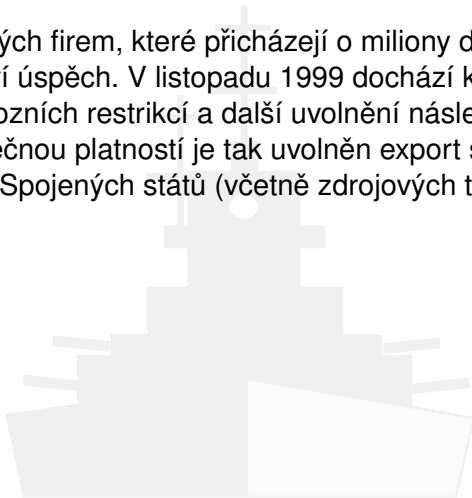 ých firem, které přicházejí o miliony d
í úspěch. V listopadu 1999 dochází k
ozních restrikcí a další uvolnění násle
ečnou platností je tak uvolněn export s
Spojených států (včetně zdrojových t